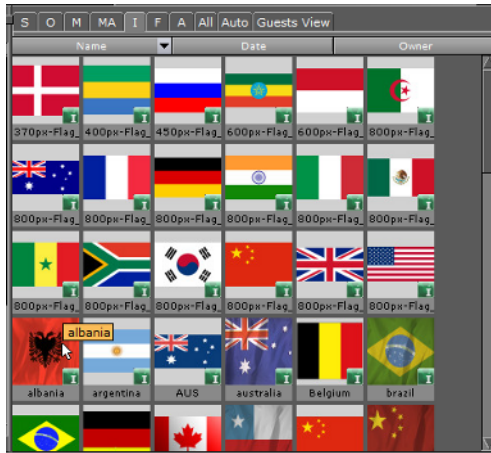 S O M MA I F A All Auto Guests View
Name Date Owner
I I I I I I
370px-Flag_ 400px-Flag_ 450px-Flag_ 600px-Flag_ 600px-Flag_ 800px-Flag_
I I I I I I
800px-Flag_ 800px-Flag_ 800px-Flag_ 800px-Flag_ 800px-Flag_ 800px-Flag_
I I I I I I
800px-Flag_ 800px-Flag_ 800px-Flag_ 800px-Flag_ 800px-Flag_ 800px-Flag_
albania
I I I I I I
albania argentina AUS australia Belgium brazil